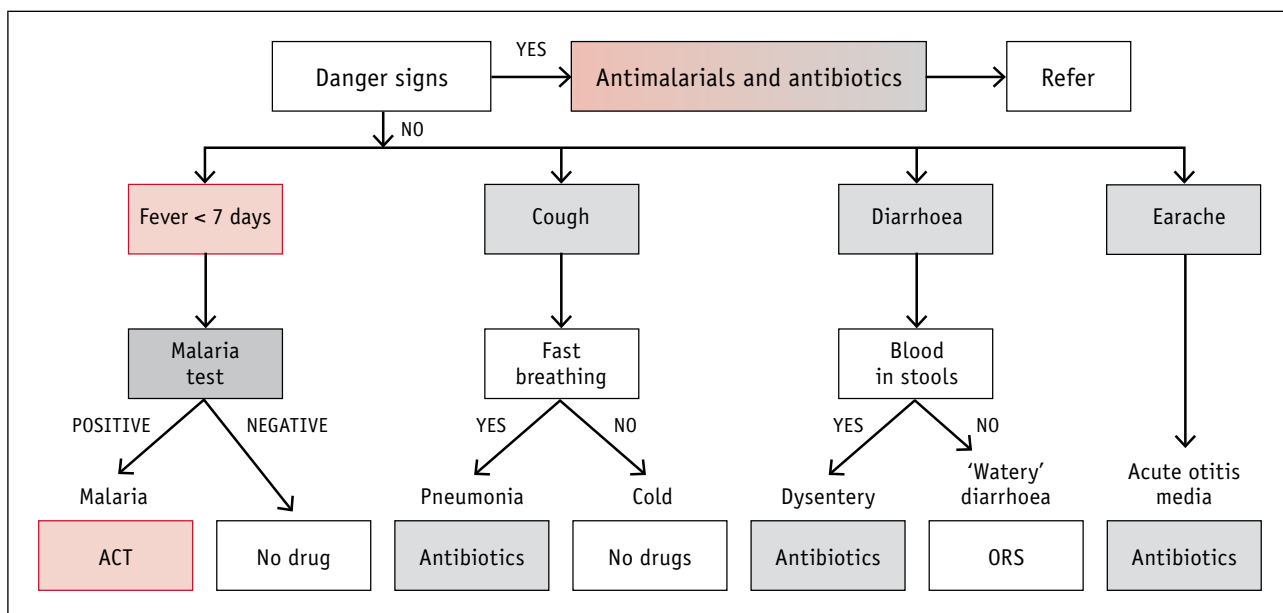 Danger signs
YES
Antimalarials and antibiotics
Refer
NO
Fever < 7 days
Cough
Diarrhoea
Earache
Malaria
test
Fast
breathing
Blood
in stools
POSITIVE
NEGATIVE
YES
NO
YES
NO
Malaria
Pneumonia
Cold
Dysentery
‘Watery’
diarrhoea
Acute otitis
media
ACT
No drug
Antibiotics
No drugs
Antibiotics
ORS
Antibiotics